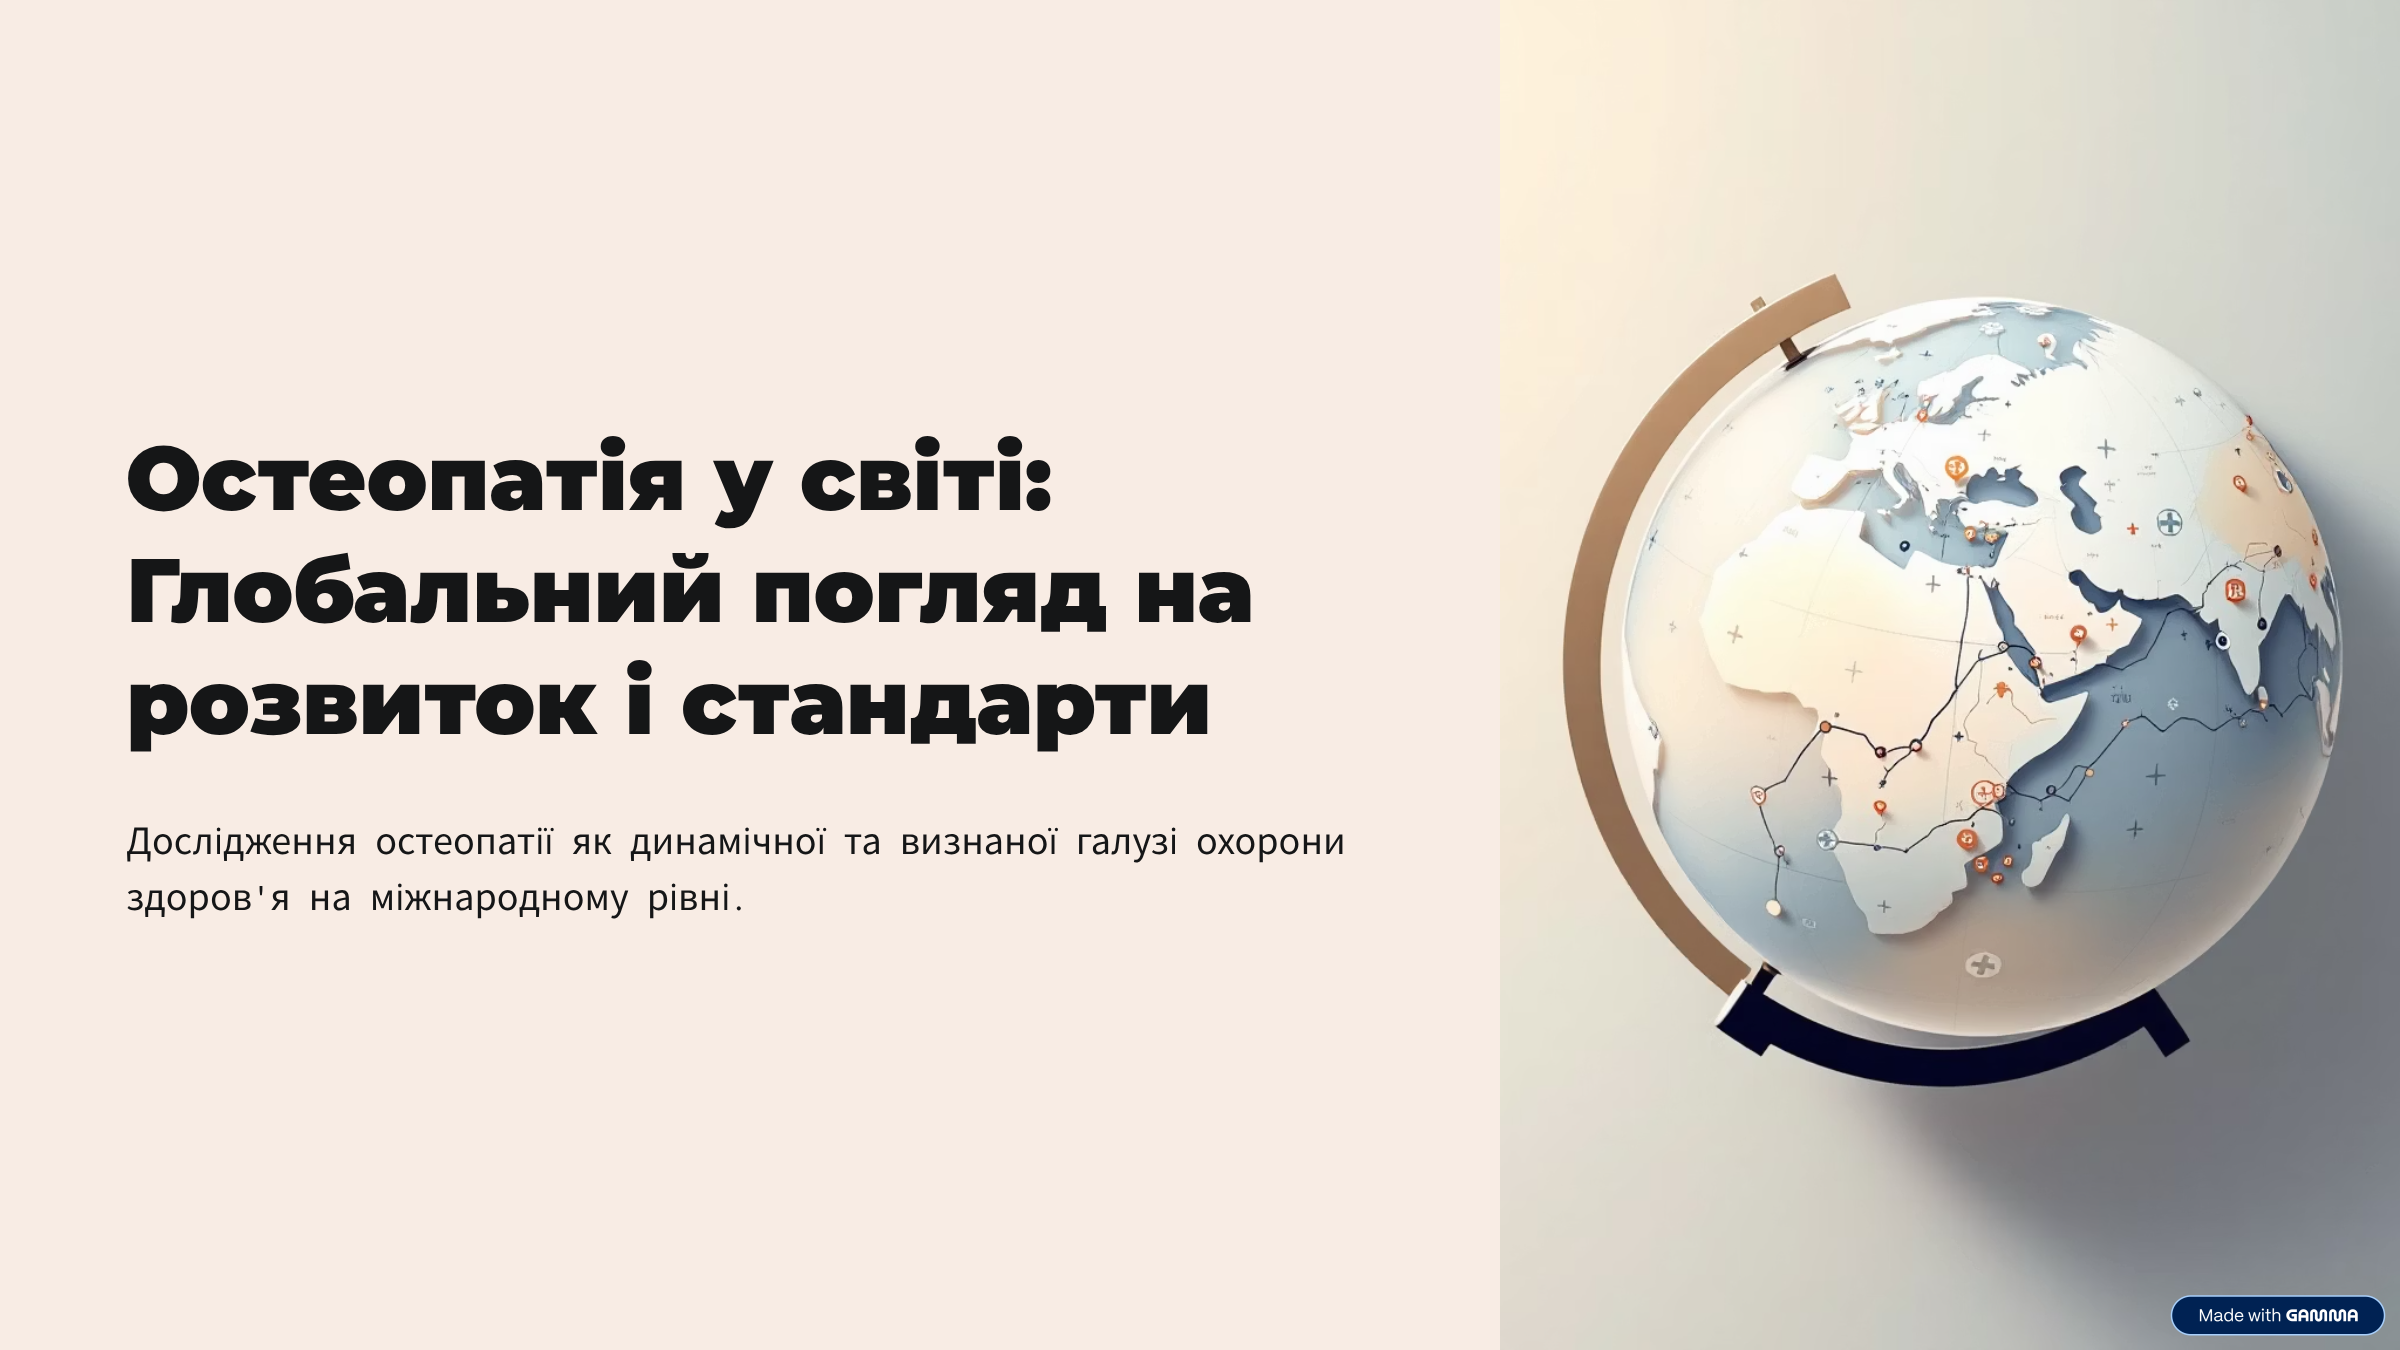 Остеопатія у світі:
Глобальний погляд на
розвиток і стандарти
Дослідження остеопатії як динамічної та визнаної галузі охорони
здоров'я на міжнародному рівні.
Made with GAMMA